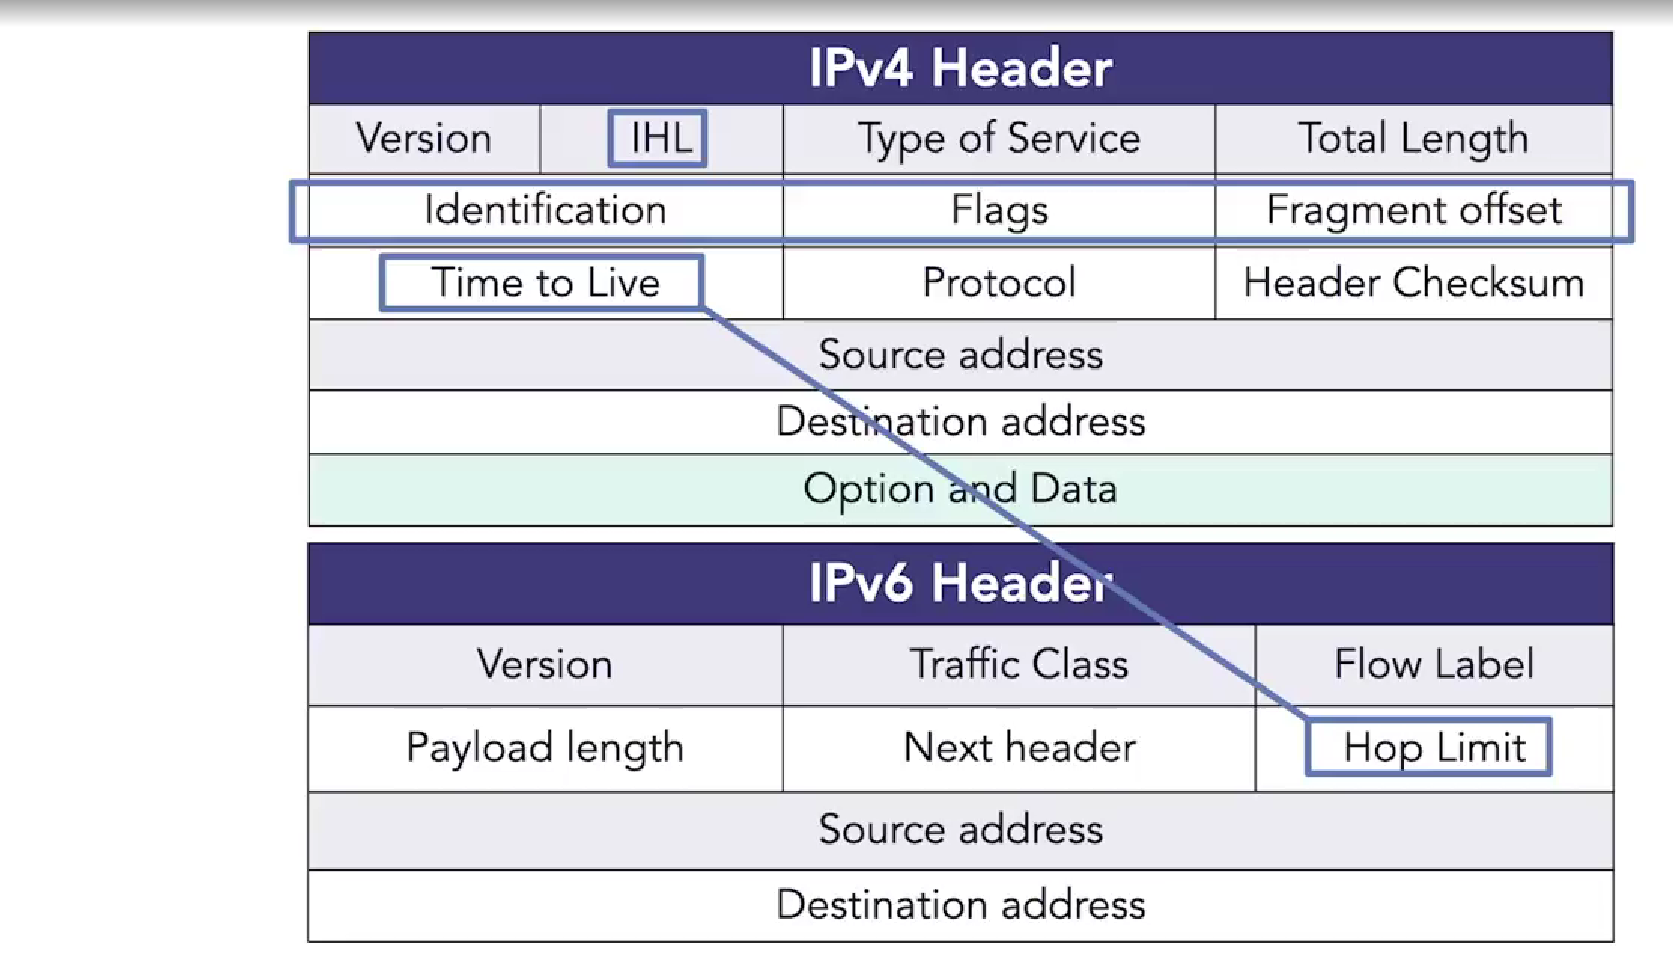 IPv4 Header
Version IHL Type of Service Total Length
Identification Flags Fragment offset
Time to Live Protocol Header Checksum
Source address
Destination address
Option and Data
IPv6 Header
Version Traffic Class Flow Label
Payload length Next header Hop Limit
Source address
Destination address